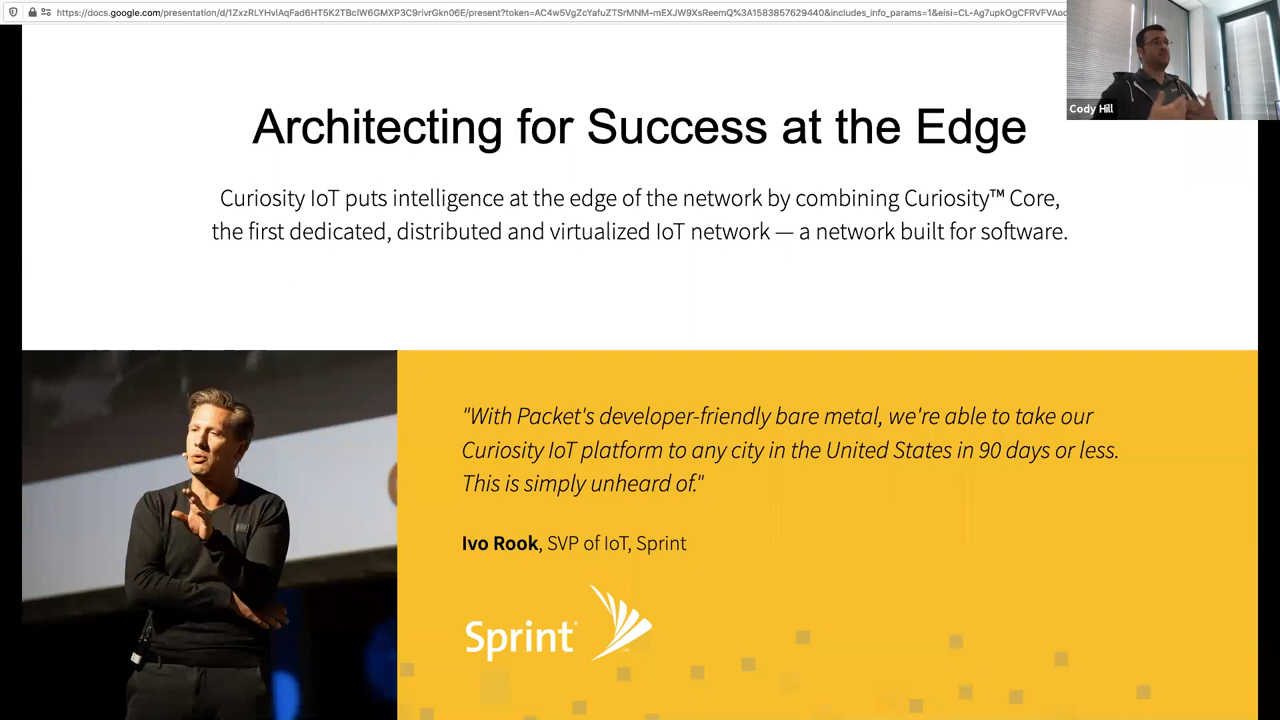 Cody Hill
Architecting for Success at the Edge
Curiosity IoT puts intelligence at the edge of the network by combining Curiosity™ Core,
the first dedicated, distributed and virtualized IoT network — a network built for software.
"With Packet's developer-friendly bare metal, we're able to take our
Curiosity IoT platform to any city in the United States in 90 days or less.
This is simply unheard of."
Ivo Rook, SVP of IoT, Sprint
Sprint